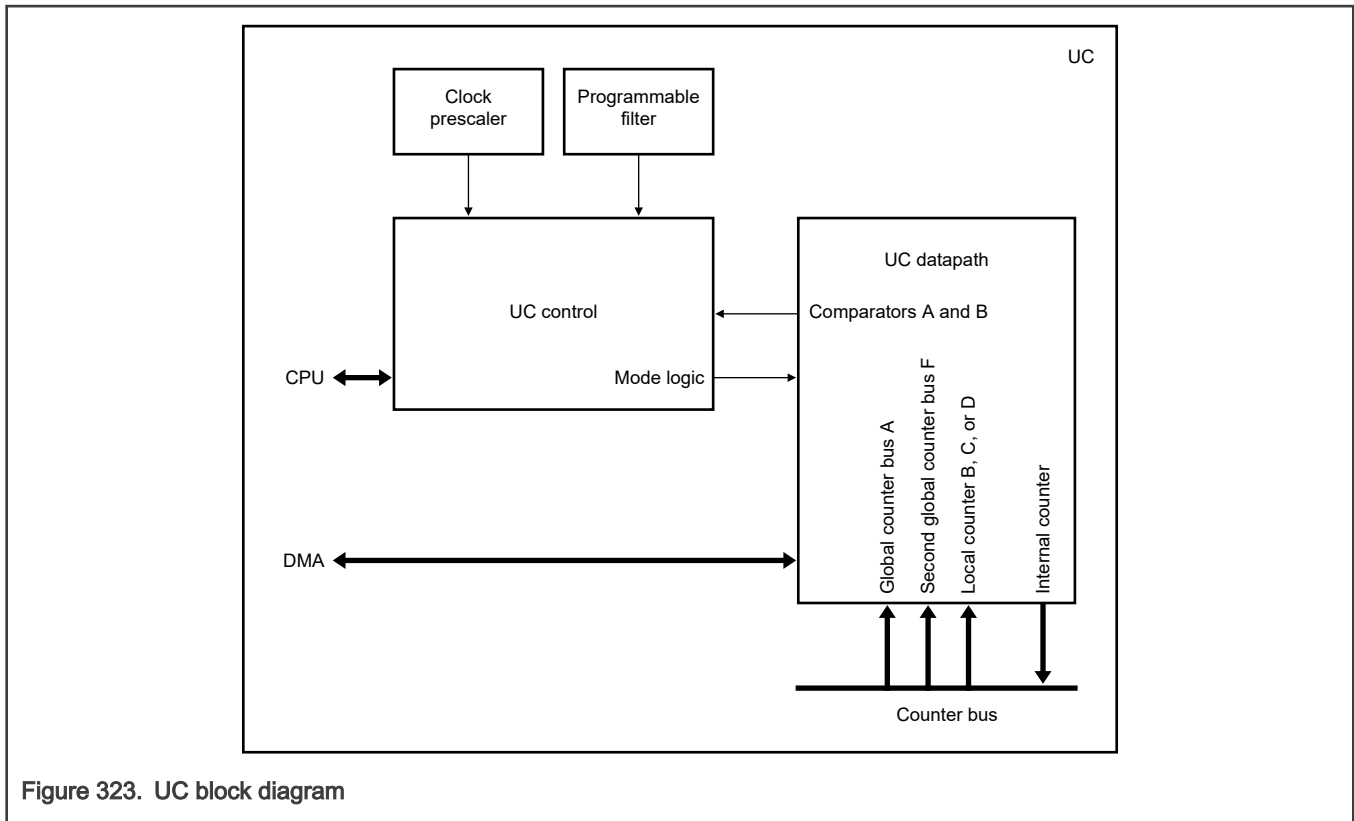 UC
Clock
prescaler
Programmable
filter
UC datapath
UC control
Comparators A and B
CPU
Mode logic
Global counter bus A
Second global counter bus F
Local counter B, C, or D
Internal counter
DMA
Counter bus
Figure 323. UC block diagram